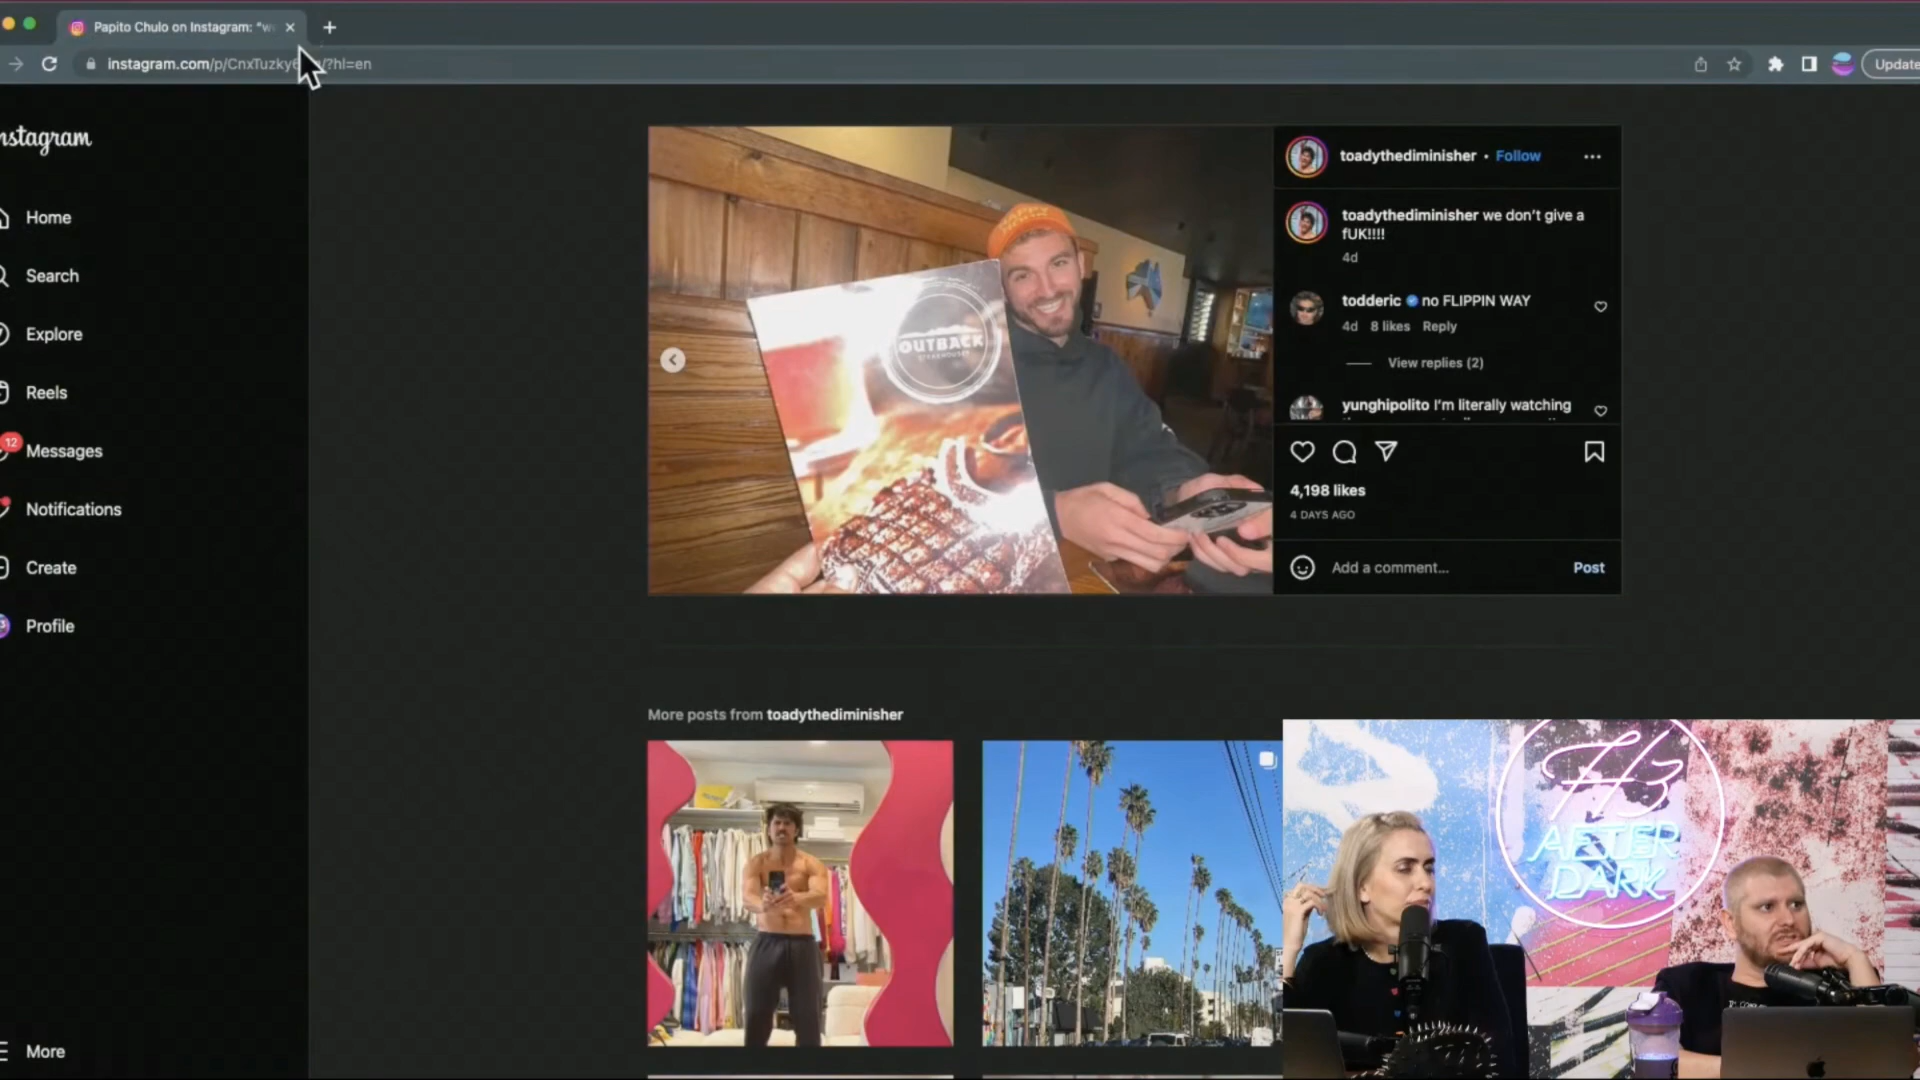 Papito Chulo on Instagram: "w
instagram.com/p/CnxTuzky
/?hl=en
Update
nstagram
Home
Search
Explore
Reels
12
Messages
Notifications
Create
Profile
More
OUTBACK
STEAKHOUSE
toadythediminisher • Follow
toadythediminisher we don't give a
fUK!!!!
4d
todderic no FLIPPIN WAY
4d 8 likes Reply
View replies (2)
yunghipolito I'm literally watching
4,198 likes
4 DAYS AGO
Add a comment...
Post
More posts from toadythediminisher
H3
AFTER
DARK